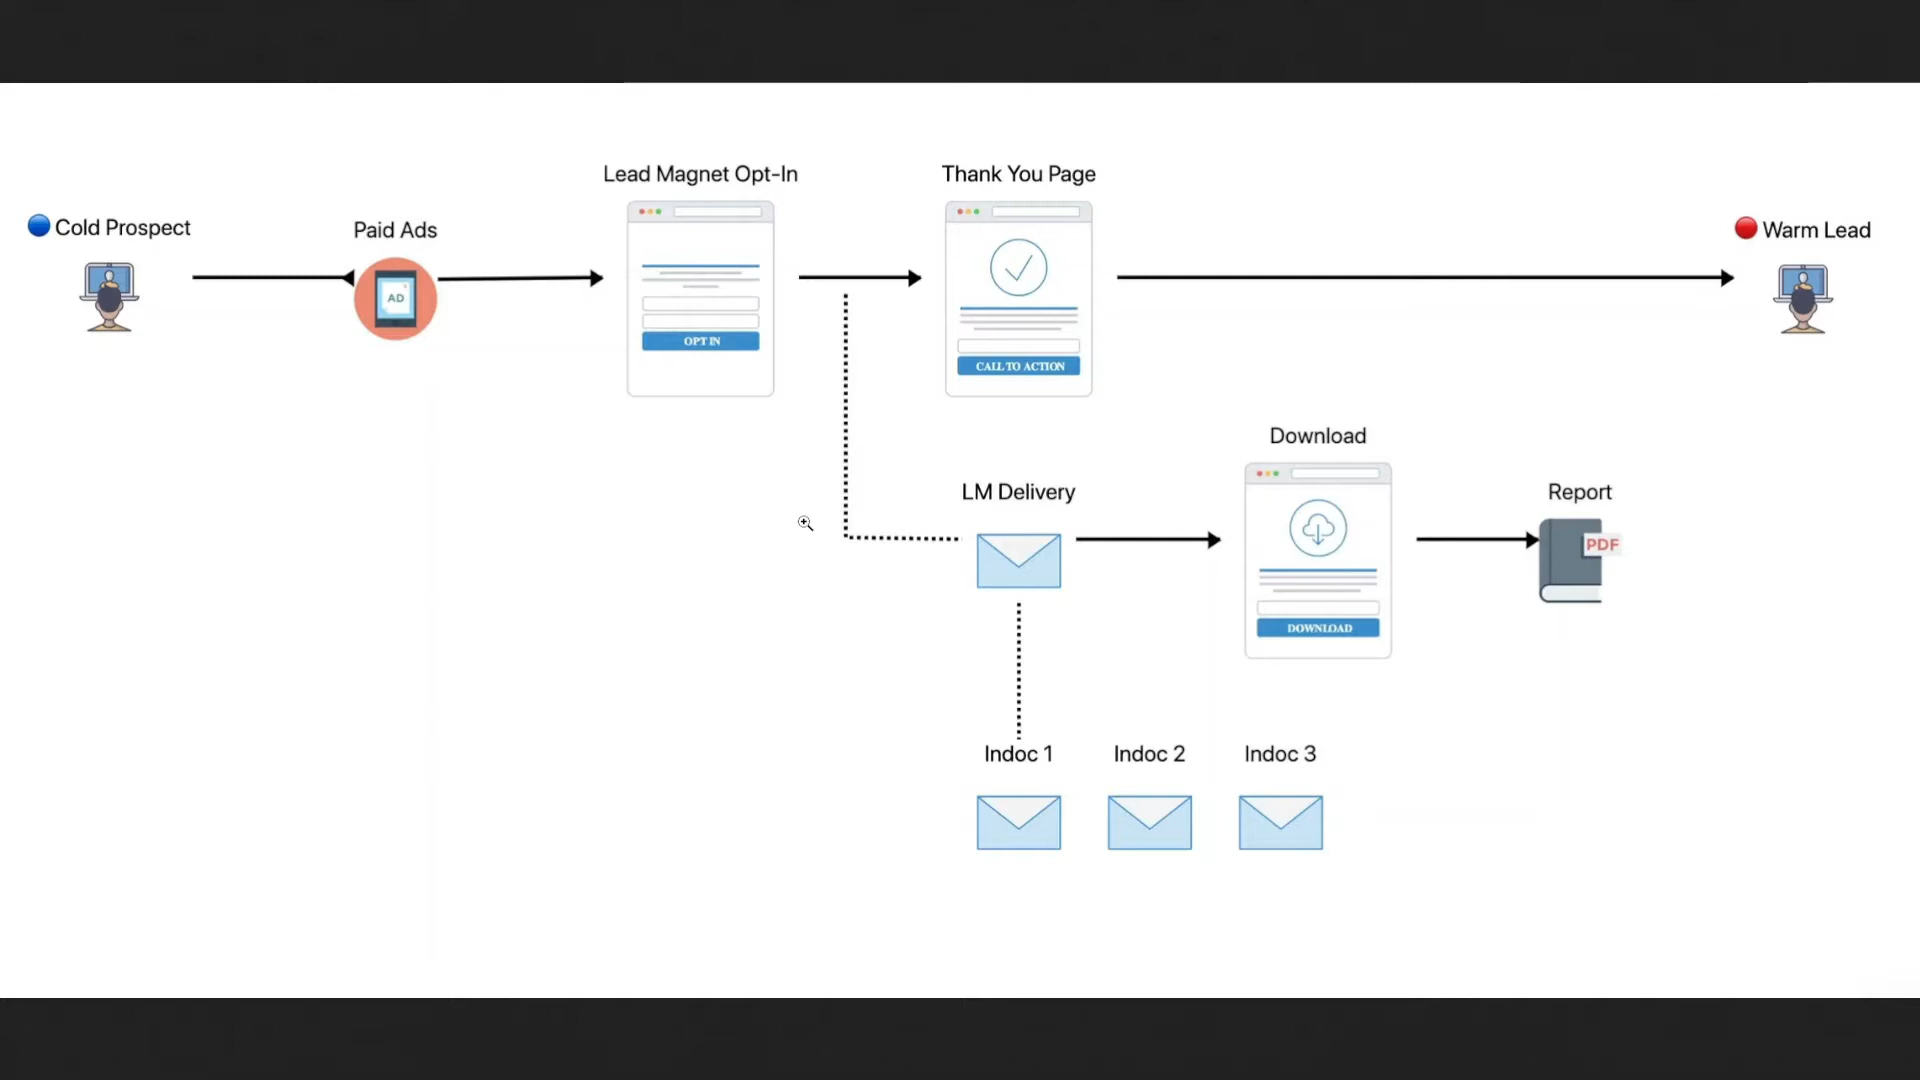 Lead Magnet Opt-In
Thank You Page
Cold Prospect
Paid Ads
Warm Lead
AD
OPT IN
CALL TO ACTION
Download
LM Delivery
Report
PDF
DOWNLOAD
Indoc 1
Indoc 2
Indoc 3